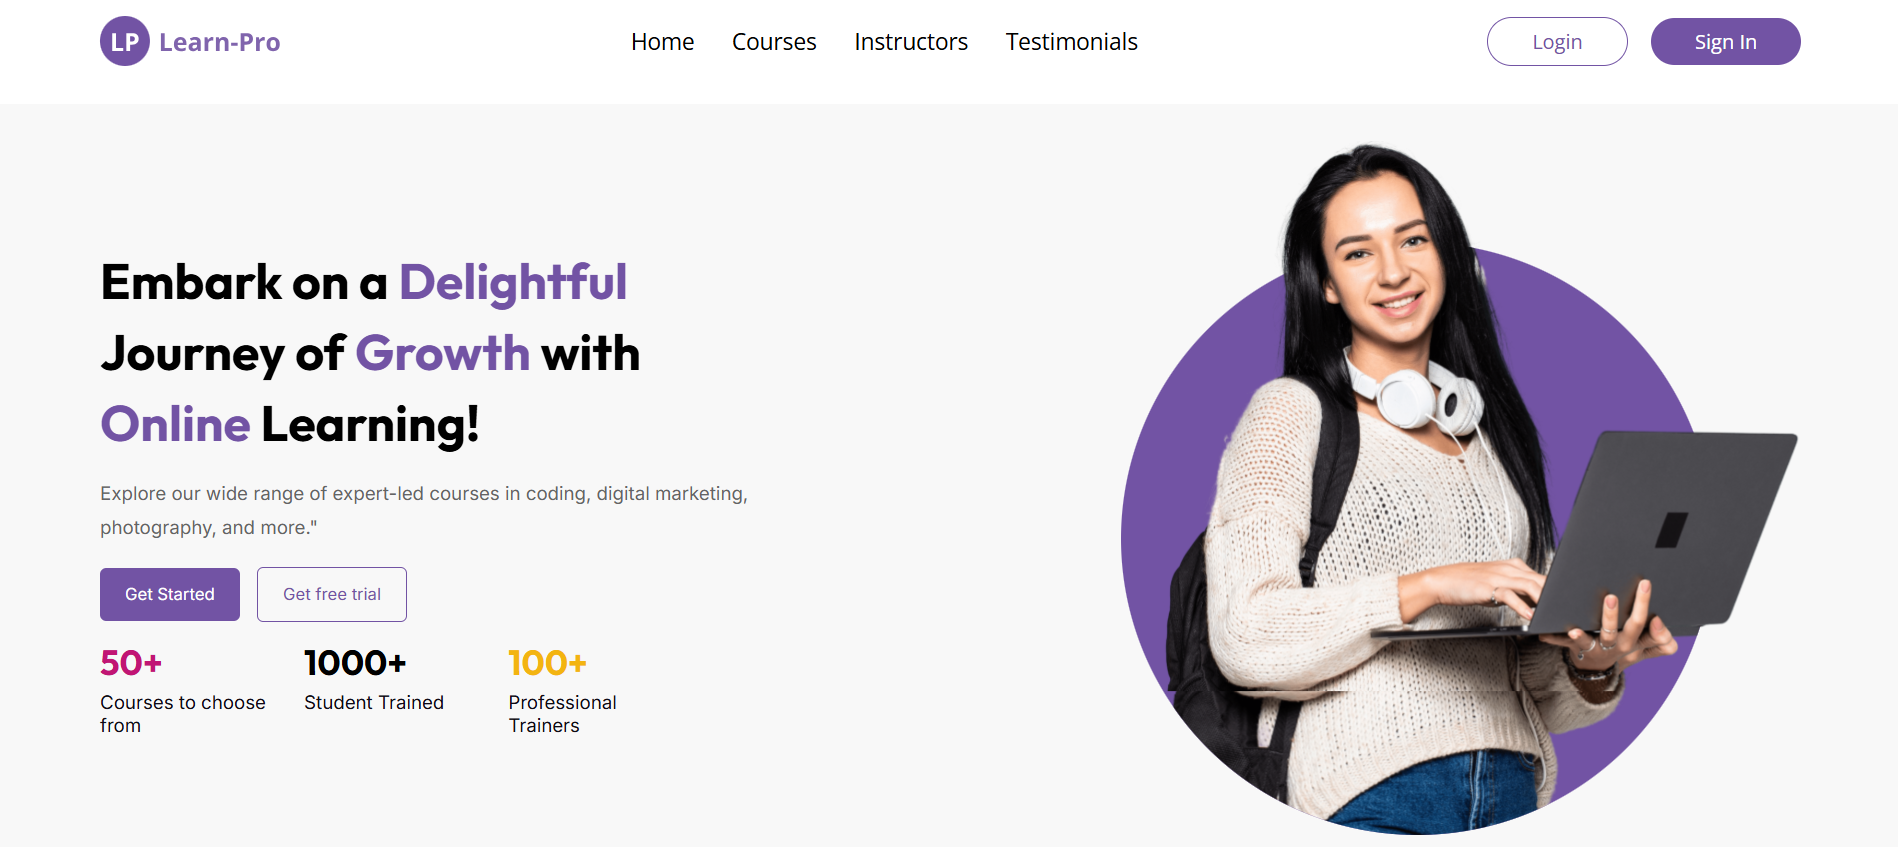 LP Learn-Pro
Home Courses Instructors Testimonials
Login Sign In
Embark on a Delightful
Journey of Growth with
Online Learning!
Explore our wide range of expert-led courses in coding, digital marketing,
photography, and more."
Get Started Get free trial
50+ 1000+ 100+
Courses to choose
from
Student Trained
Professional
Trainers